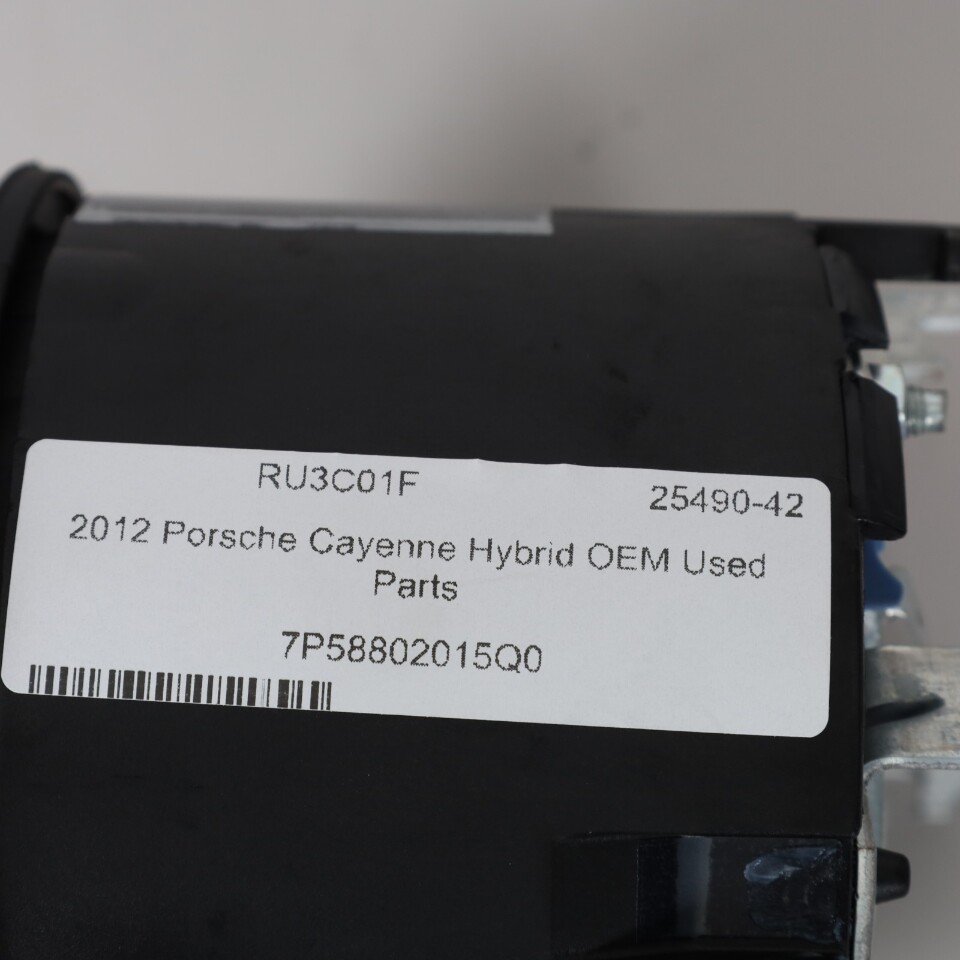 RU3C01F 25490-42
2012 Porsche Cayenne Hybrid OEM Used
Parts
7P58802015Q0